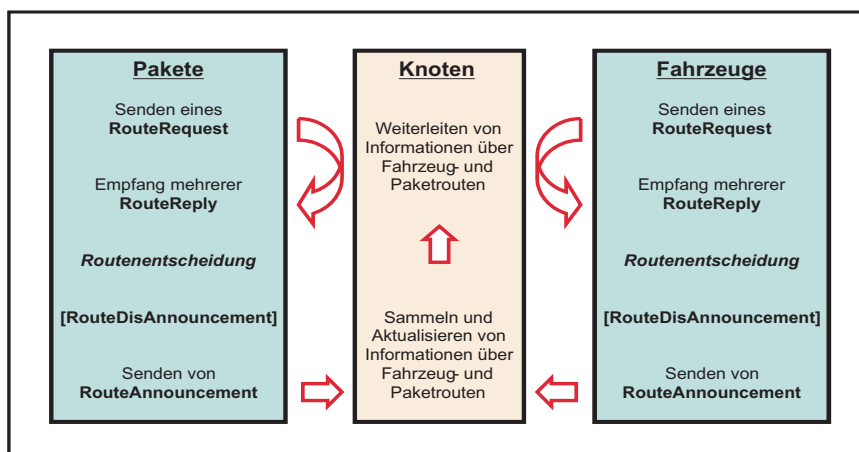 Pakete
Senden eines
RouteRequest
Empfang mehrerer
RouteReply
Routenentscheidung
[RouteDisAnnouncement]
Senden von
RouteAnnouncement
Knoten
Weiterleiten von
Informationen über
Fahrzeug- und
Paketrouten
Sammeln und
Aktualisieren von
Informationen über
Fahrzeug- und
Paketrouten
Fahrzeuge
Senden eines
RouteRequest
Empfang mehrerer
RouteReply
Routenentscheidung
[RouteDisAnnouncement]
Senden von
RouteAnnouncement